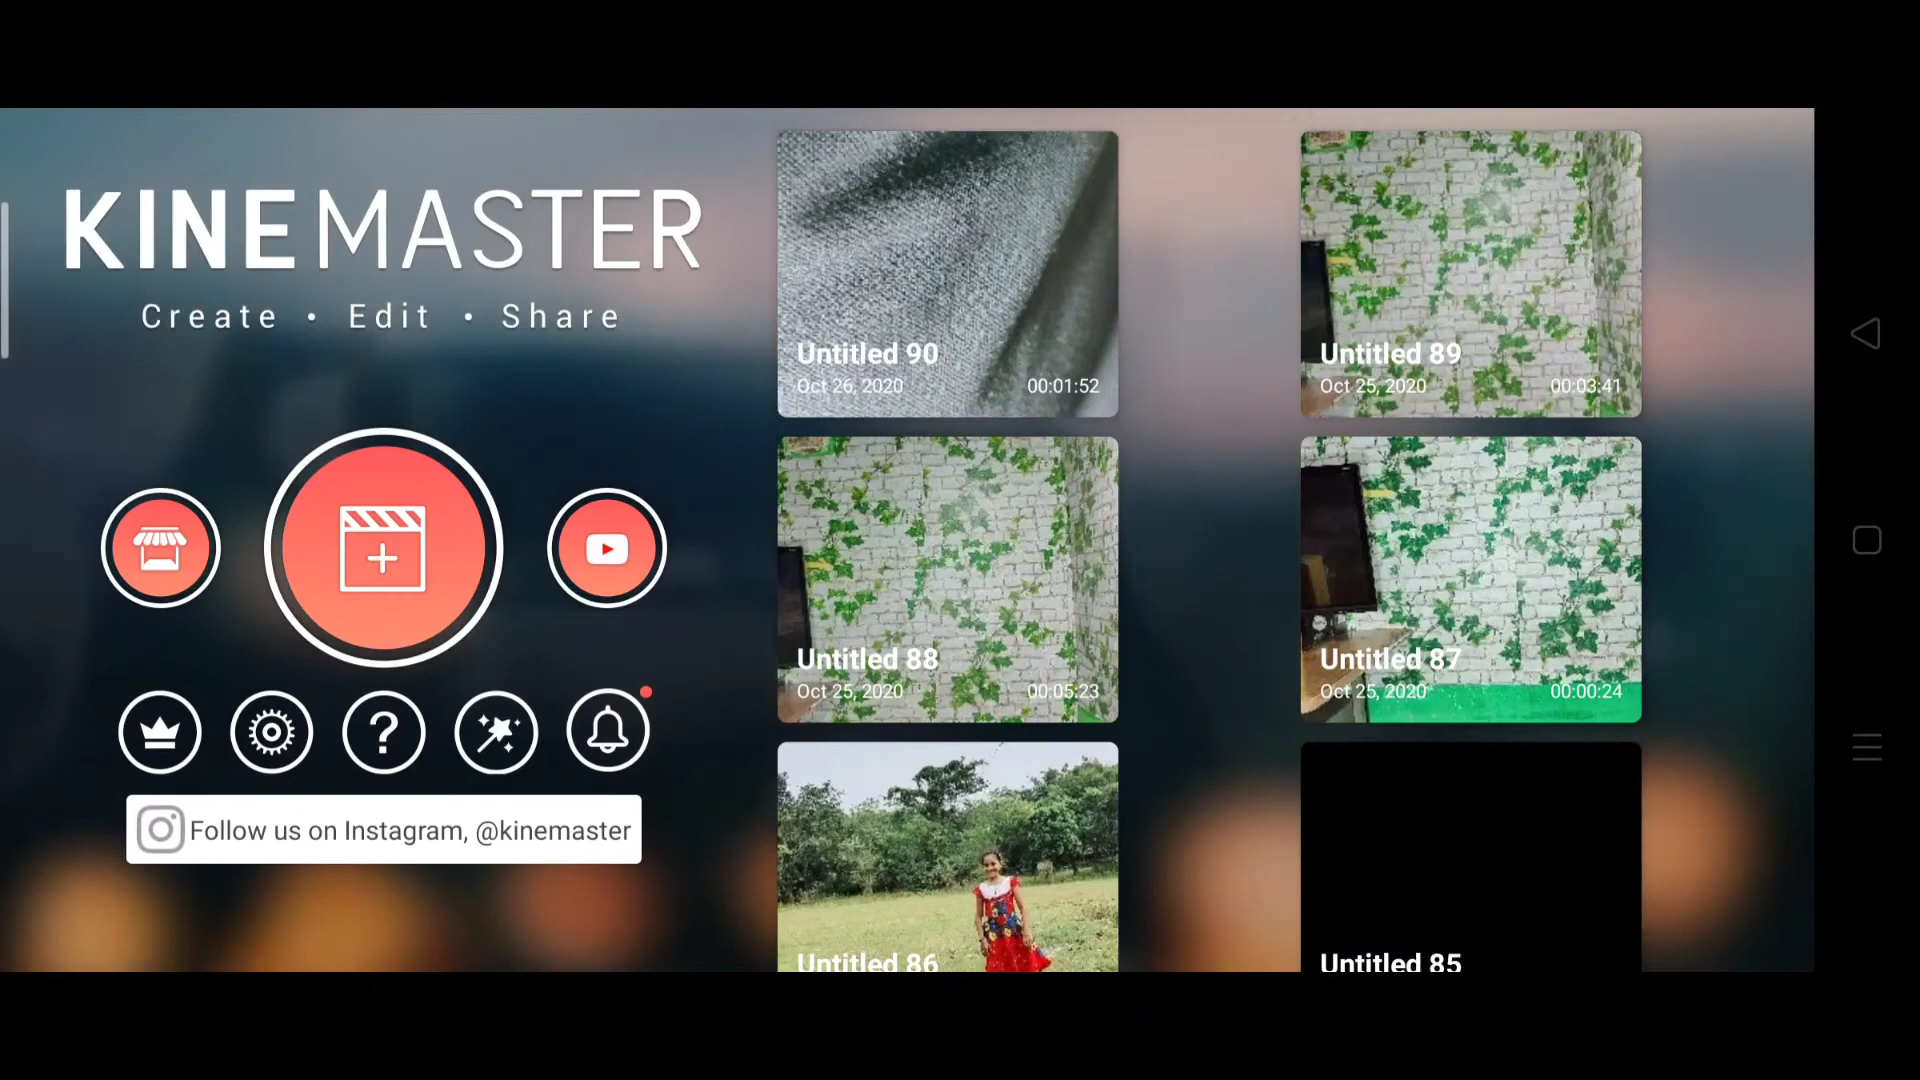 KINEMASTER
Create • Edit • Share
Follow us on Instagram, @kinemaster
Untitled 90
Oct 26, 2020 00:01:52
Untitled 89
Oct 25, 2020 00:03:41
Untitled 88
Oct 25, 2020 00:05:23
Untitled 87
Oct 25, 2020 00:00:24
Untitled 86
Untitled 85